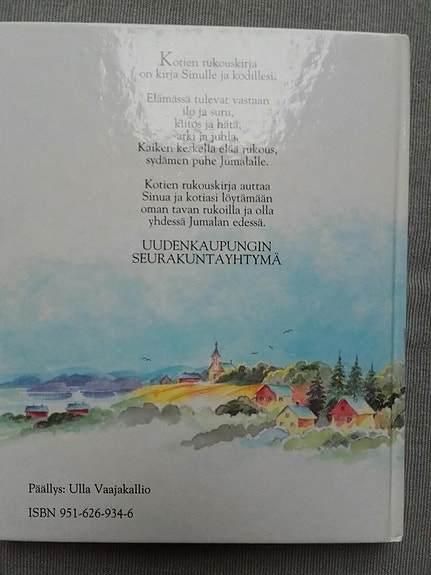 Kotien rukouskirja
on kirja Sinulle ja kodillesi.
Elämässä tulevat vastaan
ilo ja suru,
kiitos ja hätä,
arki ja juhla.
Kaiken keskellä elää rukous,
sydämen puhe Jumalalle.
Kotien rukouskirja auttaa
Sinua ja kotiasi löytämään
oman tavan rukoilla ja olla
yhdessä Jumalan edessä.
UUDENKAUPUNGIN
SEURAKUNTAYHTYMÄ
Päällys: Ulla Vaajakallio
ISBN 951-626-934-6